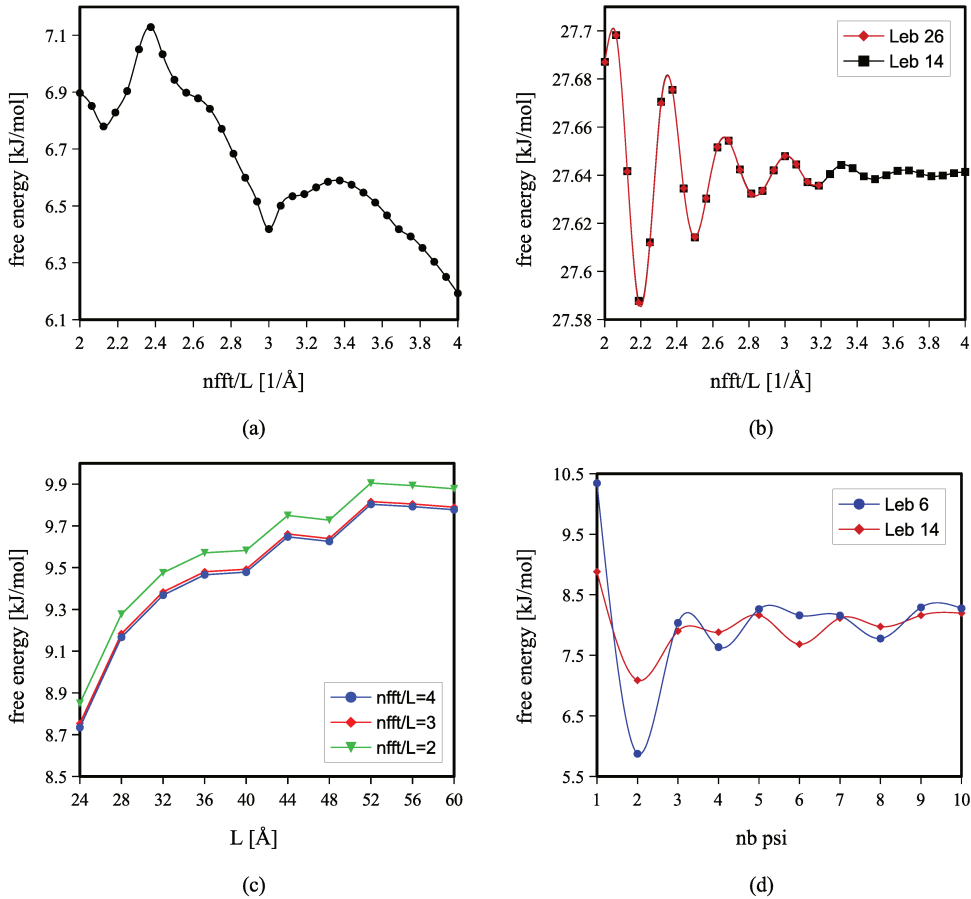 7.1
6.9
6.7
6.5
6.3
6.1
free energy [kJ/mol]
2 2.2 2.4 2.6 2.8 3 3.2 3.4 3.6 3.8 4
nfft/L [1/Å]
(a)
27.7
27.68
27.66
27.64
27.62
27.6
27.58
free energy [kJ/mol]
Leb 26
Leb 14
2 2.2 2.4 2.6 2.8 3 3.2 3.4 3.6 3.8 4
nfft/L [1/Å]
(b)
9.9
9.7
9.5
9.3
9.1
8.9
8.7
8.5
free energy [kJ/mol]
nfft/L=4
nfft/L=3
nfft/L=2
24 28 32 36 40 44 48 52 56 60
L [Å]
(c)
10.5
9.5
8.5
7.5
6.5
5.5
free energy [kJ/mol]
Leb 6
Leb 14
1 2 3 4 5 6 7 8 9 10
nb psi
(d)